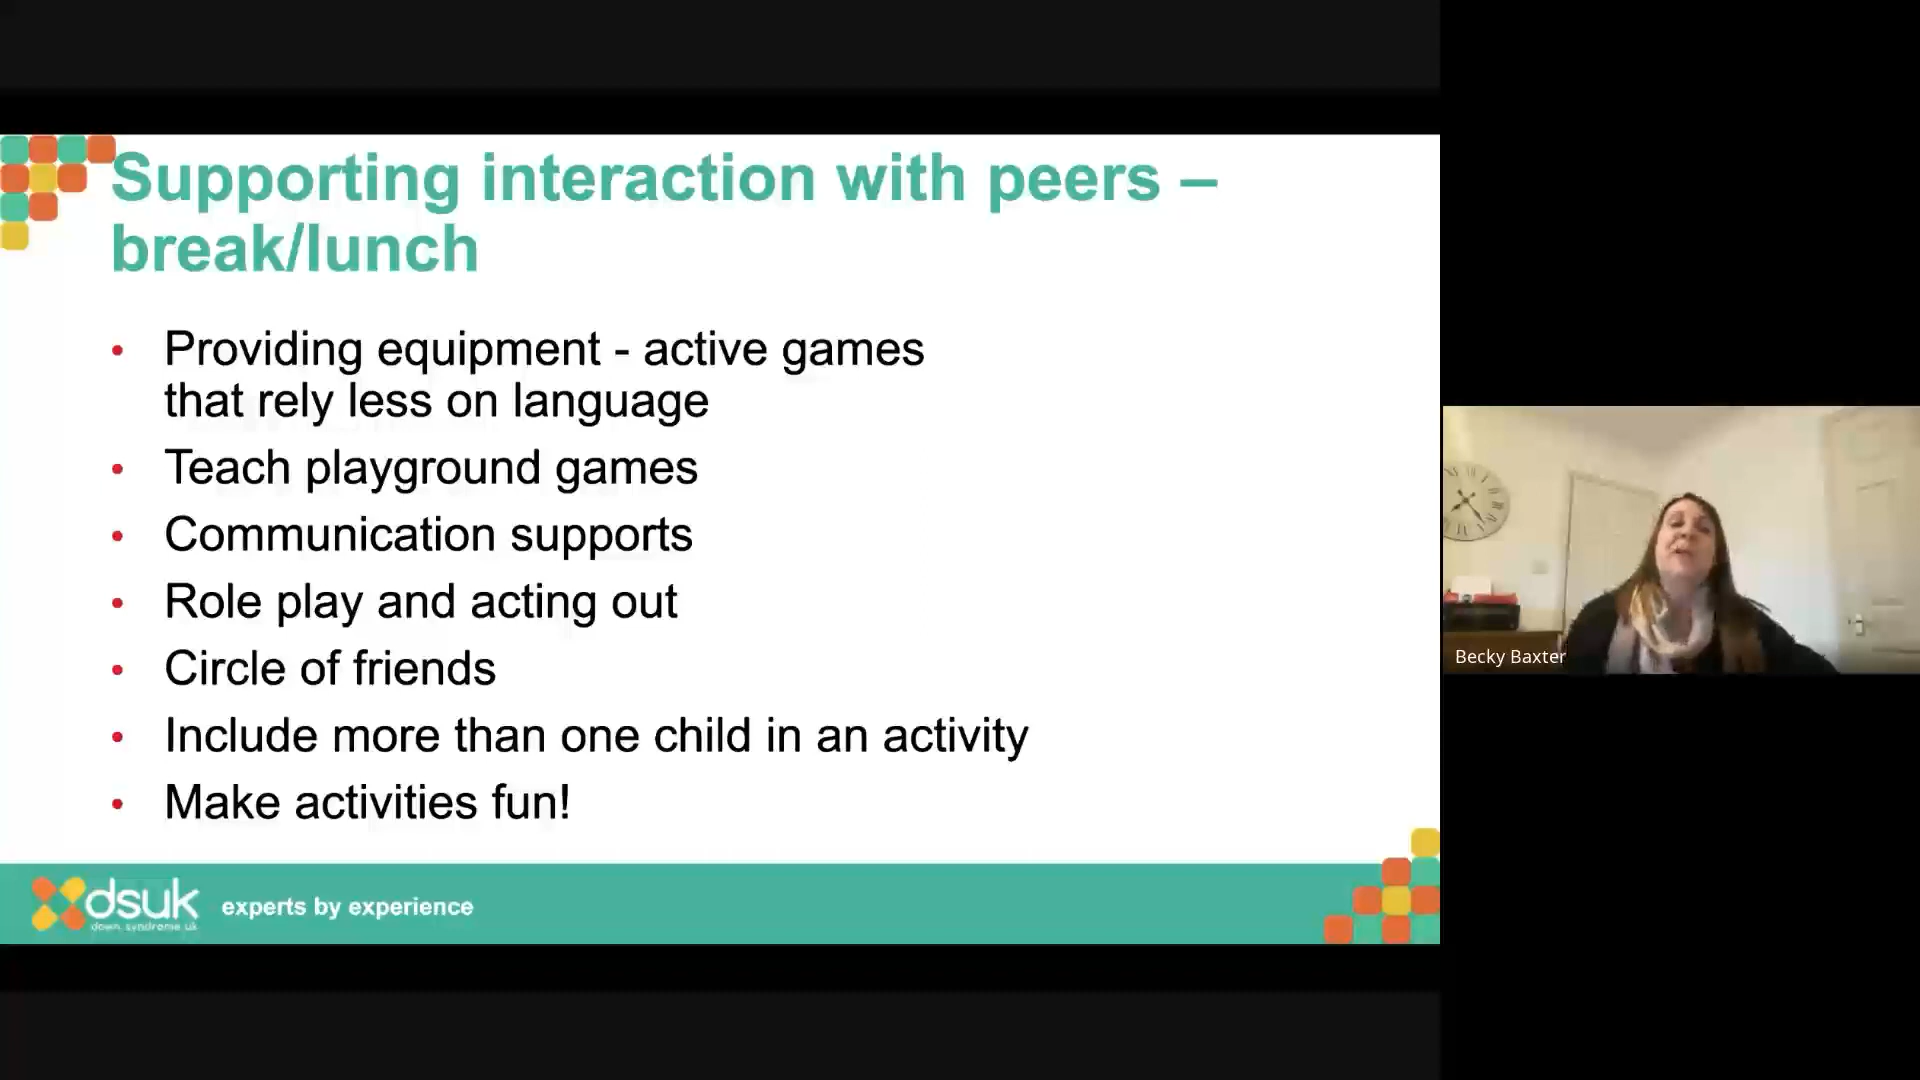 Supporting interaction with peers –
break/lunch
• Providing equipment - active games
that rely less on language
• Teach playground games
• Communication supports
• Role play and acting out
• Circle of friends
• Include more than one child in an activity
• Make activities fun!
dsuk
down syndrome uk
experts by experience
Becky Baxter